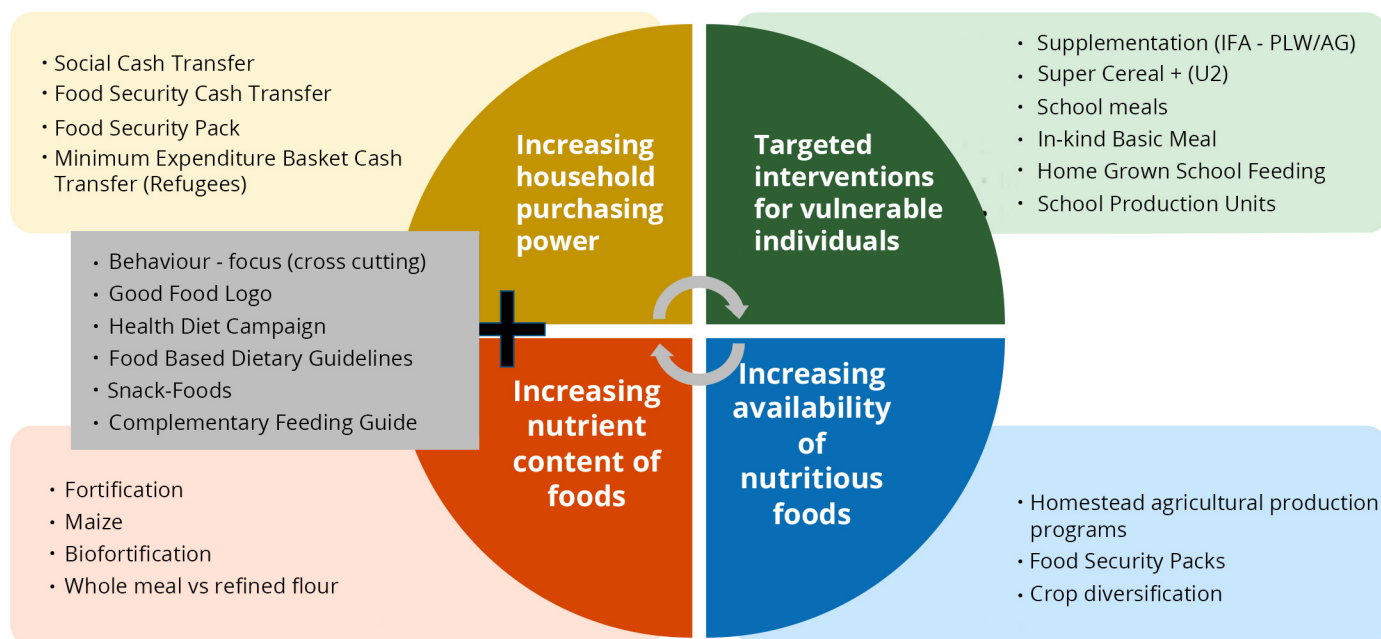 • Social Cash Transfer
• Food Security Cash Transfer
• Food Security Pack
• Minimum Expenditure Basket Cash
Transfer (Refugees)
Increasing
household
purchasing
power
Targeted
interventions
for vulnerable
individuals
• Supplementation (IFA - PLW/AG)
• Super Cereal + (U2)
• School meals
• In-kind Basic Meal
• Home Grown School Feeding
• School Production Units
• Behaviour - focus (cross cutting)
• Good Food Logo
• Health Diet Campaign
• Food Based Dietary Guidelines
• Snack-Foods
• Complementary Feeding Guide
Increasing
nutrient
content of
foods
Increasing
availability
of
nutritious
foods
• Fortification
• Maize
• Biofortification
• Whole meal vs refined flour
• Homestead agricultural production
programs
• Food Security Packs
• Crop diversification